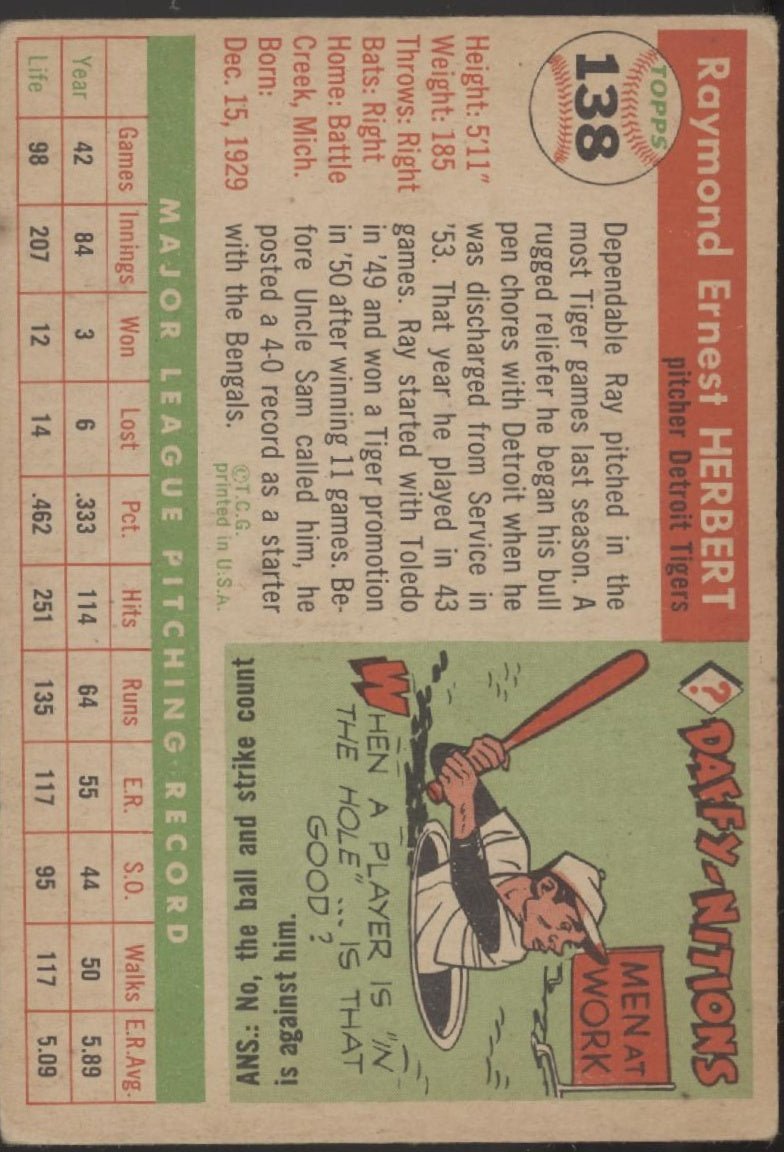 Raymond Ernest HERBERT
pitcher Detroit Tigers
TOPPS
138
Height: 5'11"
Weight: 185
Throws: Right
Bats: Right
Home: Battle
Creek, Mich.
Born:
Dec. 15, 1929
Dependable Ray pitched in the
most Tiger games last season. A
rugged reliefer he began his bull
pen chores with Detroit when he
was discharged from Service in
'53. That year he played in 43
games. Ray started with Toledo
in '49 and won a Tiger promotion
in '50 after winning 11 games. Be-
fore Uncle Sam called him, he
posted a 4-0 record as a starter
with the Bengals.
©T.C.G.
printed in U.S.A.
? DAFFY-NITIONS
MEN AT
WORK
WHEN A PLAYER IS "IN
THE HOLE"... IS THAT
GOOD?
ANS.: No, the ball and strike count
is against him.
MAJOR LEAGUE PITCHING RECORD
Games Innings Won Lost Pct. Hits Runs E.R. S.O. Walks E.R.Avg.
Year 42 84 3 6 .333 114 64 55 44 50 5.89
Life 98 207 12 14 .462 251 135 117 95 117 5.09